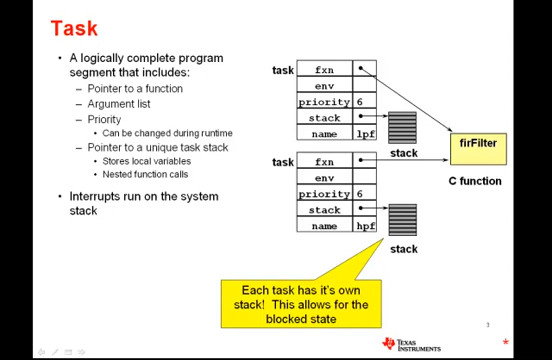 Task
• A logically complete program
segment that includes:
– Pointer to a function
– Argument list
– Priority
• Can be changed during runtime
– Pointer to a unique task stack
• Stores local variables
• Nested function calls
• Interrupts run on the system
stack
task
fxn
env
priority 6
stack
name lpf
stack
task
fxn
env
priority 6
stack
name hpf
stack
firFilter
C function
Each task has it's own
stack! This allows for the
blocked state
3
TEXAS
INSTRUMENTS
*